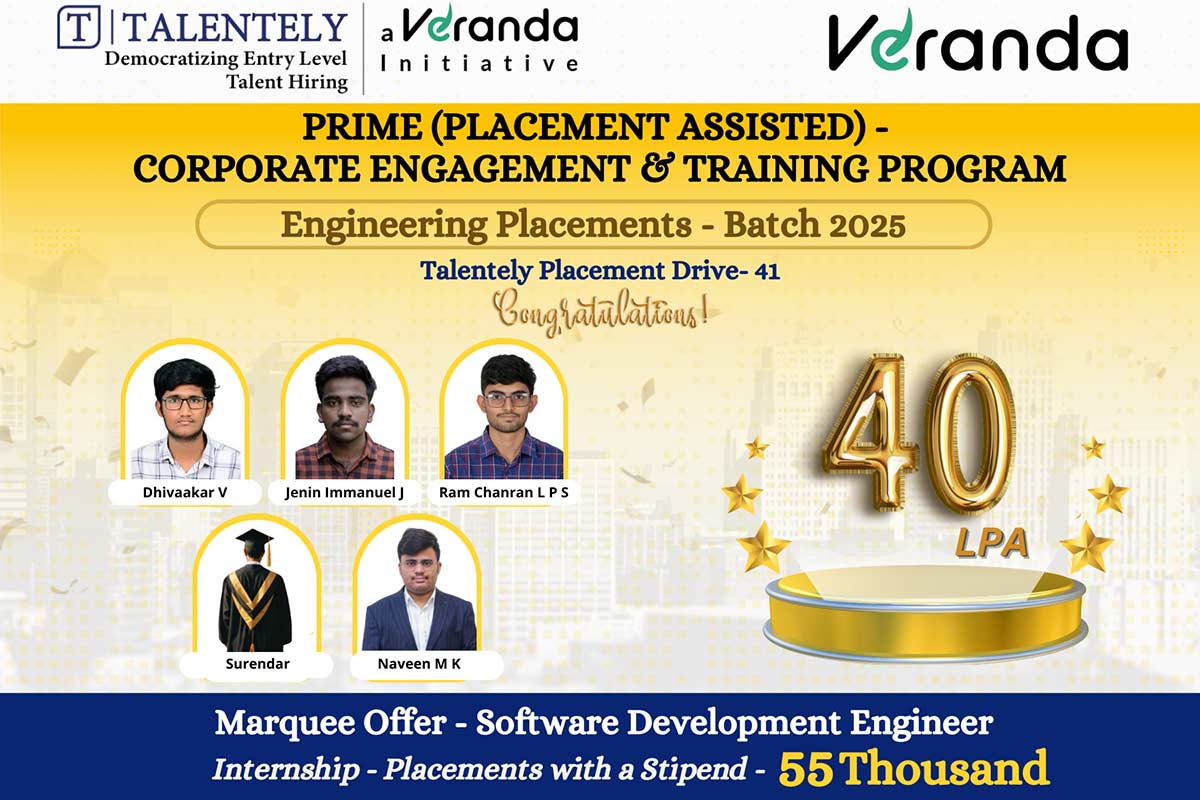 T TALENTELY
Democratizing Entry Level
Talent Hiring
a Veranda
Initiative
Veranda
PRIME (PLACEMENT ASSISTED) -
CORPORATE ENGAGEMENT & TRAINING PROGRAM
Engineering Placements - Batch 2025
Talentely Placement Drive- 41
Congratulations!
Dhivaakar V
Jenin Immanuel J
Ram Chanran L P S
Surendar
Naveen M K
40
LPA
Marquee Offer - Software Development Engineer
Internship - Placements with a Stipend - 55 Thousand